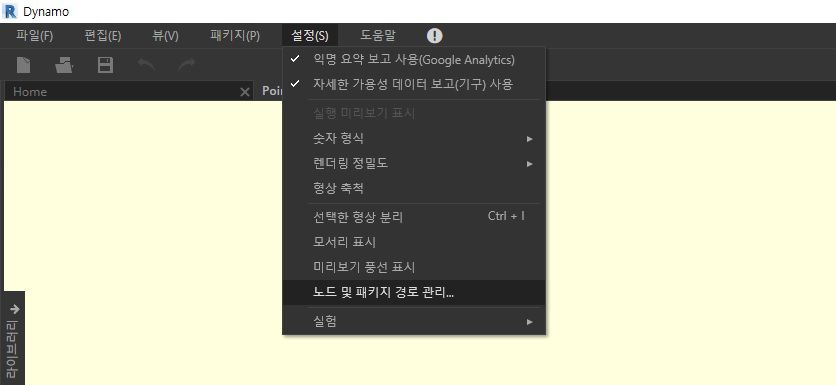 Dynamo
파일(F) 편집(E) 뷰(V) 패키지(P) 설정(S) 도움말
익명 요약 보고 사용(Google Analytics)
자세한 가용성 데이터 보고(기구) 사용
Home
실행 미리보기 표시
숫자 형식
렌더링 정밀도
형상 축척
선택한 형상 분리 Ctrl + I
모서리 표시
미리보기 풍선 표시
노드 및 패키지 경로 관리...
실험
라이브러리